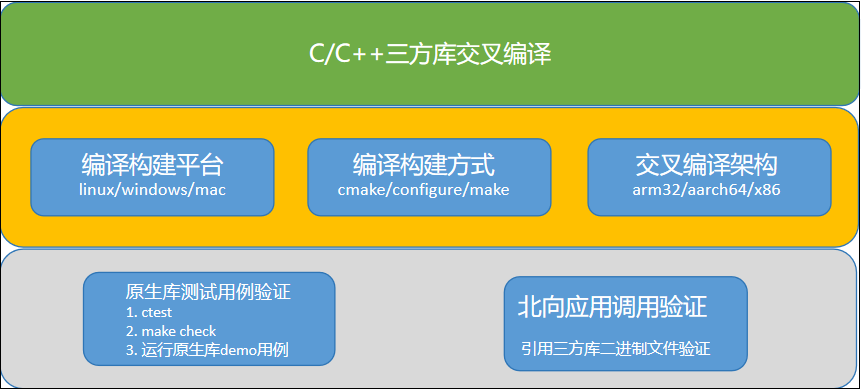 C/C++三方库交叉编译
编译构建平台
linux/windows/mac
编译构建方式
cmake/configure/make
交叉编译架构
arm32/aarch64/x86
原生库测试用例验证
1. ctest
2. make check
3. 运行原生库demo用例
北向应用调用验证
引用三方库二进制文件验证